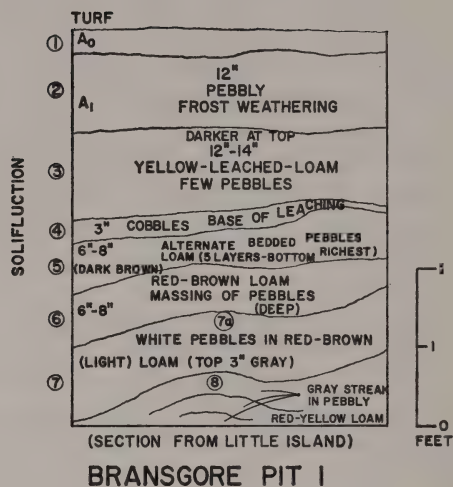 TURF
① A₀
② A₁
12"
PEBBLY
FROST WEATHERING
SOLIFLUCTION
③
DARKER AT TOP
12"-14"
YELLOW-LEACHED-LOAM
FEW PEBBLES
④ 3" COBBLES BASE OF LEACHING
6"-8" ALTERNATE BEDDED PEBBLES
LOAM (5 LAYERS-BOTTOM RICHEST)
⑤ (DARK BROWN)
RED-BROWN LOAM
6"-8" MASSING OF PEBBLES
⑥ (DEEP)
7a
WHITE PEBBLES IN RED-BROWN
(LIGHT) LOAM (TOP 3" GRAY)
⑦ ⑧
GRAY STREAK
IN PEBBLY
RED-YELLOW LOAM
1
0
FEET
(SECTION FROM LITTLE ISLAND)
BRANSGORE PIT I